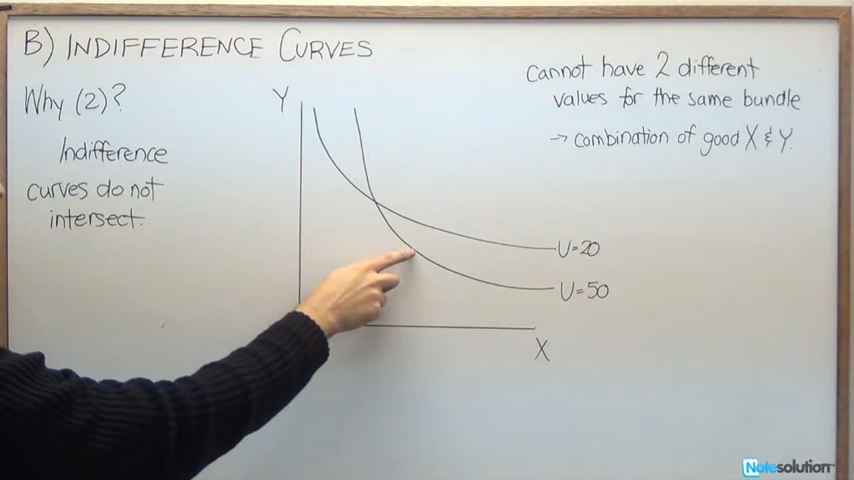 B) INDIFFERENCE CURVES
Why (2)?
Indifference
curves do not
intersect.
Y
U=20
U=50
X
Cannot have 2 different
values for the same bundle
→ combination of good X & Y.
Notesolution